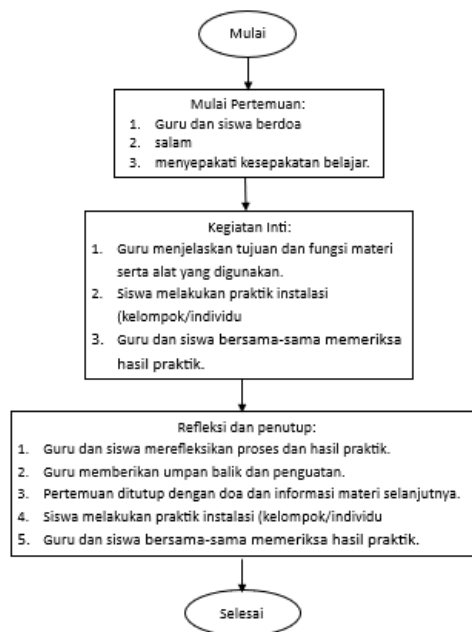 Mulai
Mulai Pertemuan:
1. Guru dan siswa berdoa
2. salam
3. menyepakati kesepakatan belajar.
Kegiatan Inti:
1. Guru menjelaskan tujuan dan fungsi materi
serta alat yang digunakan.
2. Siswa melakukan praktik instalasi
(kelompok/individu
3. Guru dan siswa bersama-sama memeriksa
hasil praktik.
Refleksi dan penutup:
1. Guru dan siswa merefleksikan proses dan hasil praktik.
2. Guru memberikan umpan balik dan penguatan.
3. Pertemuan ditutup dengan doa dan informasi materi selanjutnya.
4. Siswa melakukan praktik instalasi (kelompok/individu
5. Guru dan siswa bersama-sama memeriksa hasil praktik.
Selesai